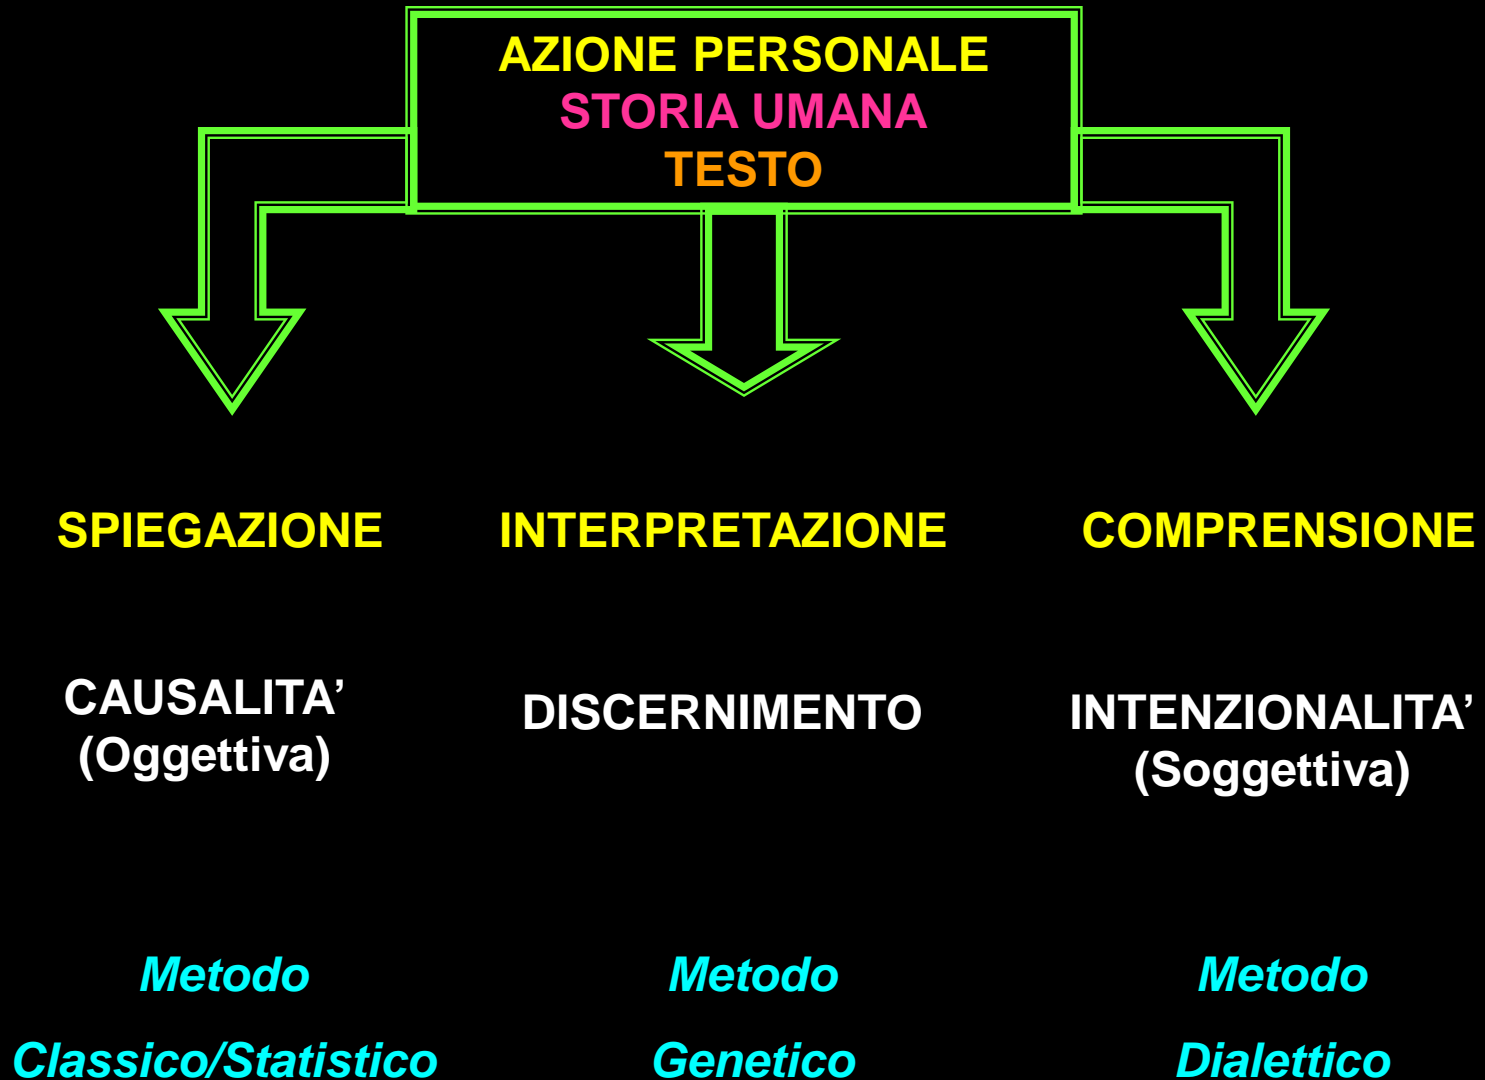 AZIONE PERSONALE
STORIA UMANA
TESTO
SPIEGAZIONE
INTERPRETAZIONE
COMPRENSIONE
CAUSALITA’
(Oggettiva)
DISCERNIMENTO
INTENZIONALITA’
(Soggettiva)
Metodo
Classico/Statistico
Metodo
Genetico
Metodo
Dialettico